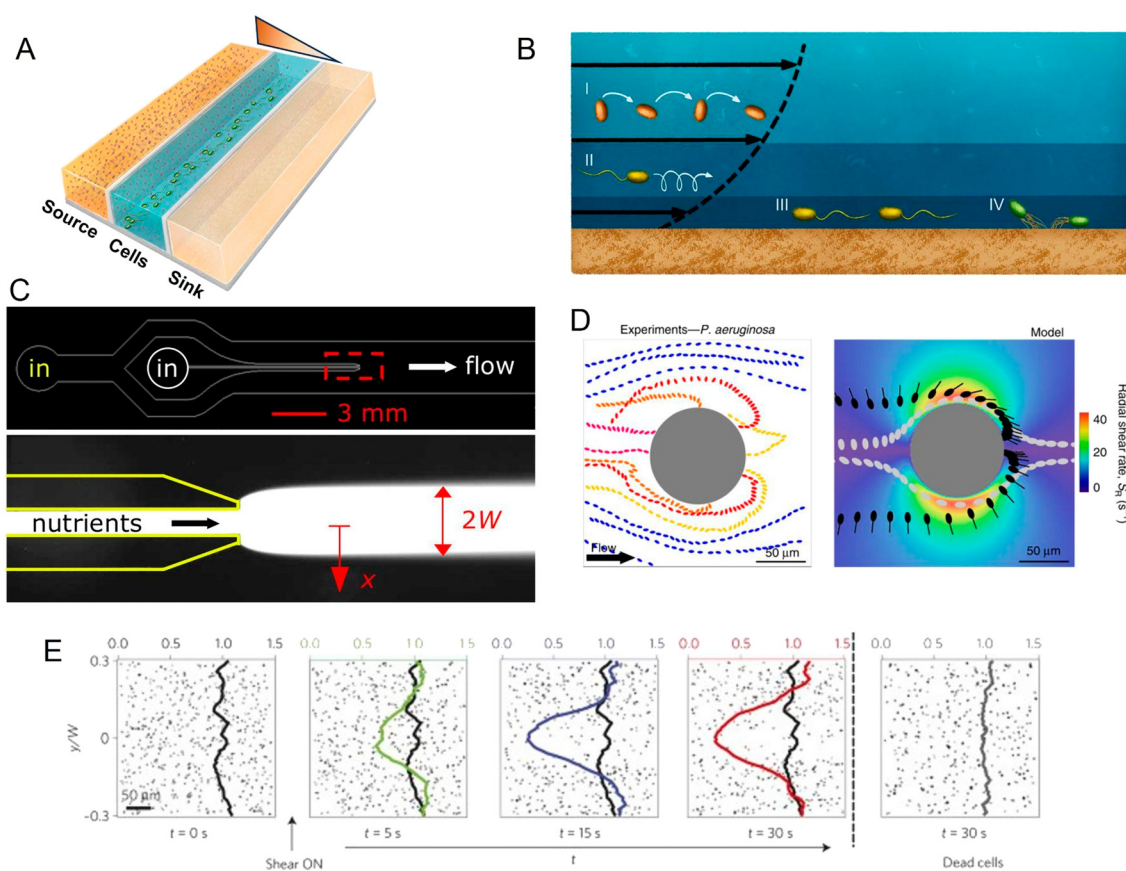 A
Source
Cells
Sink
B
I
II
III
IV
C
in
in
flow
3 mm
nutrients
2W
x
D
Experiments—P. aeruginosa
Flow
50 µm
Model
50 µm
40
20
0
Radial shear rate, S_R (s⁻¹)
E
0.0 0.5 1.0 1.5
0.0 0.5 1.0 1.5
0.0 0.5 1.0 1.5
0.0 0.5 1.0 1.5
0.0 0.5 1.0 1.5
0.3
0
-0.3
y/W
50 µm
t = 0 s
t = 5 s
t = 15 s
t = 30 s
t = 30 s
Shear ON
t
Dead cells